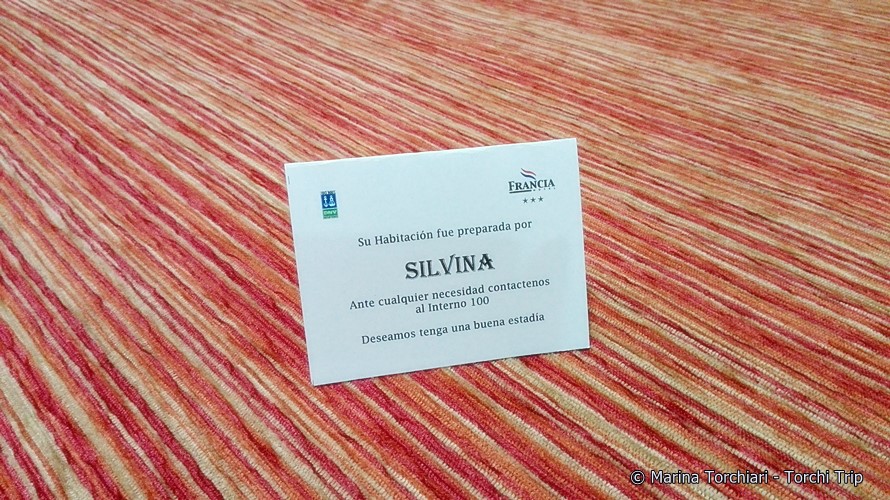 FRANCIA
Su Habitación fue preparada por
SILVINA
Ante cualquier necesidad contactenos
al Interno 100
Deseamos tenga una buena estadía
© Marina Torchiari - Torchi Trip